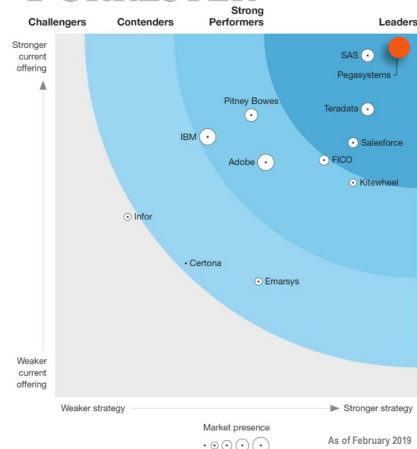 Challengers Contenders Strong Performers Leaders
Stronger current offering
SAS
Pegasystems
Pitney Bowes
Teradata
IBM
Salesforce
Adobe
FICO
Kitewheel
Infor
Certona
Emarsys
Weaker current offering
Weaker strategy Stronger strategy
Market presence
As of February 2019